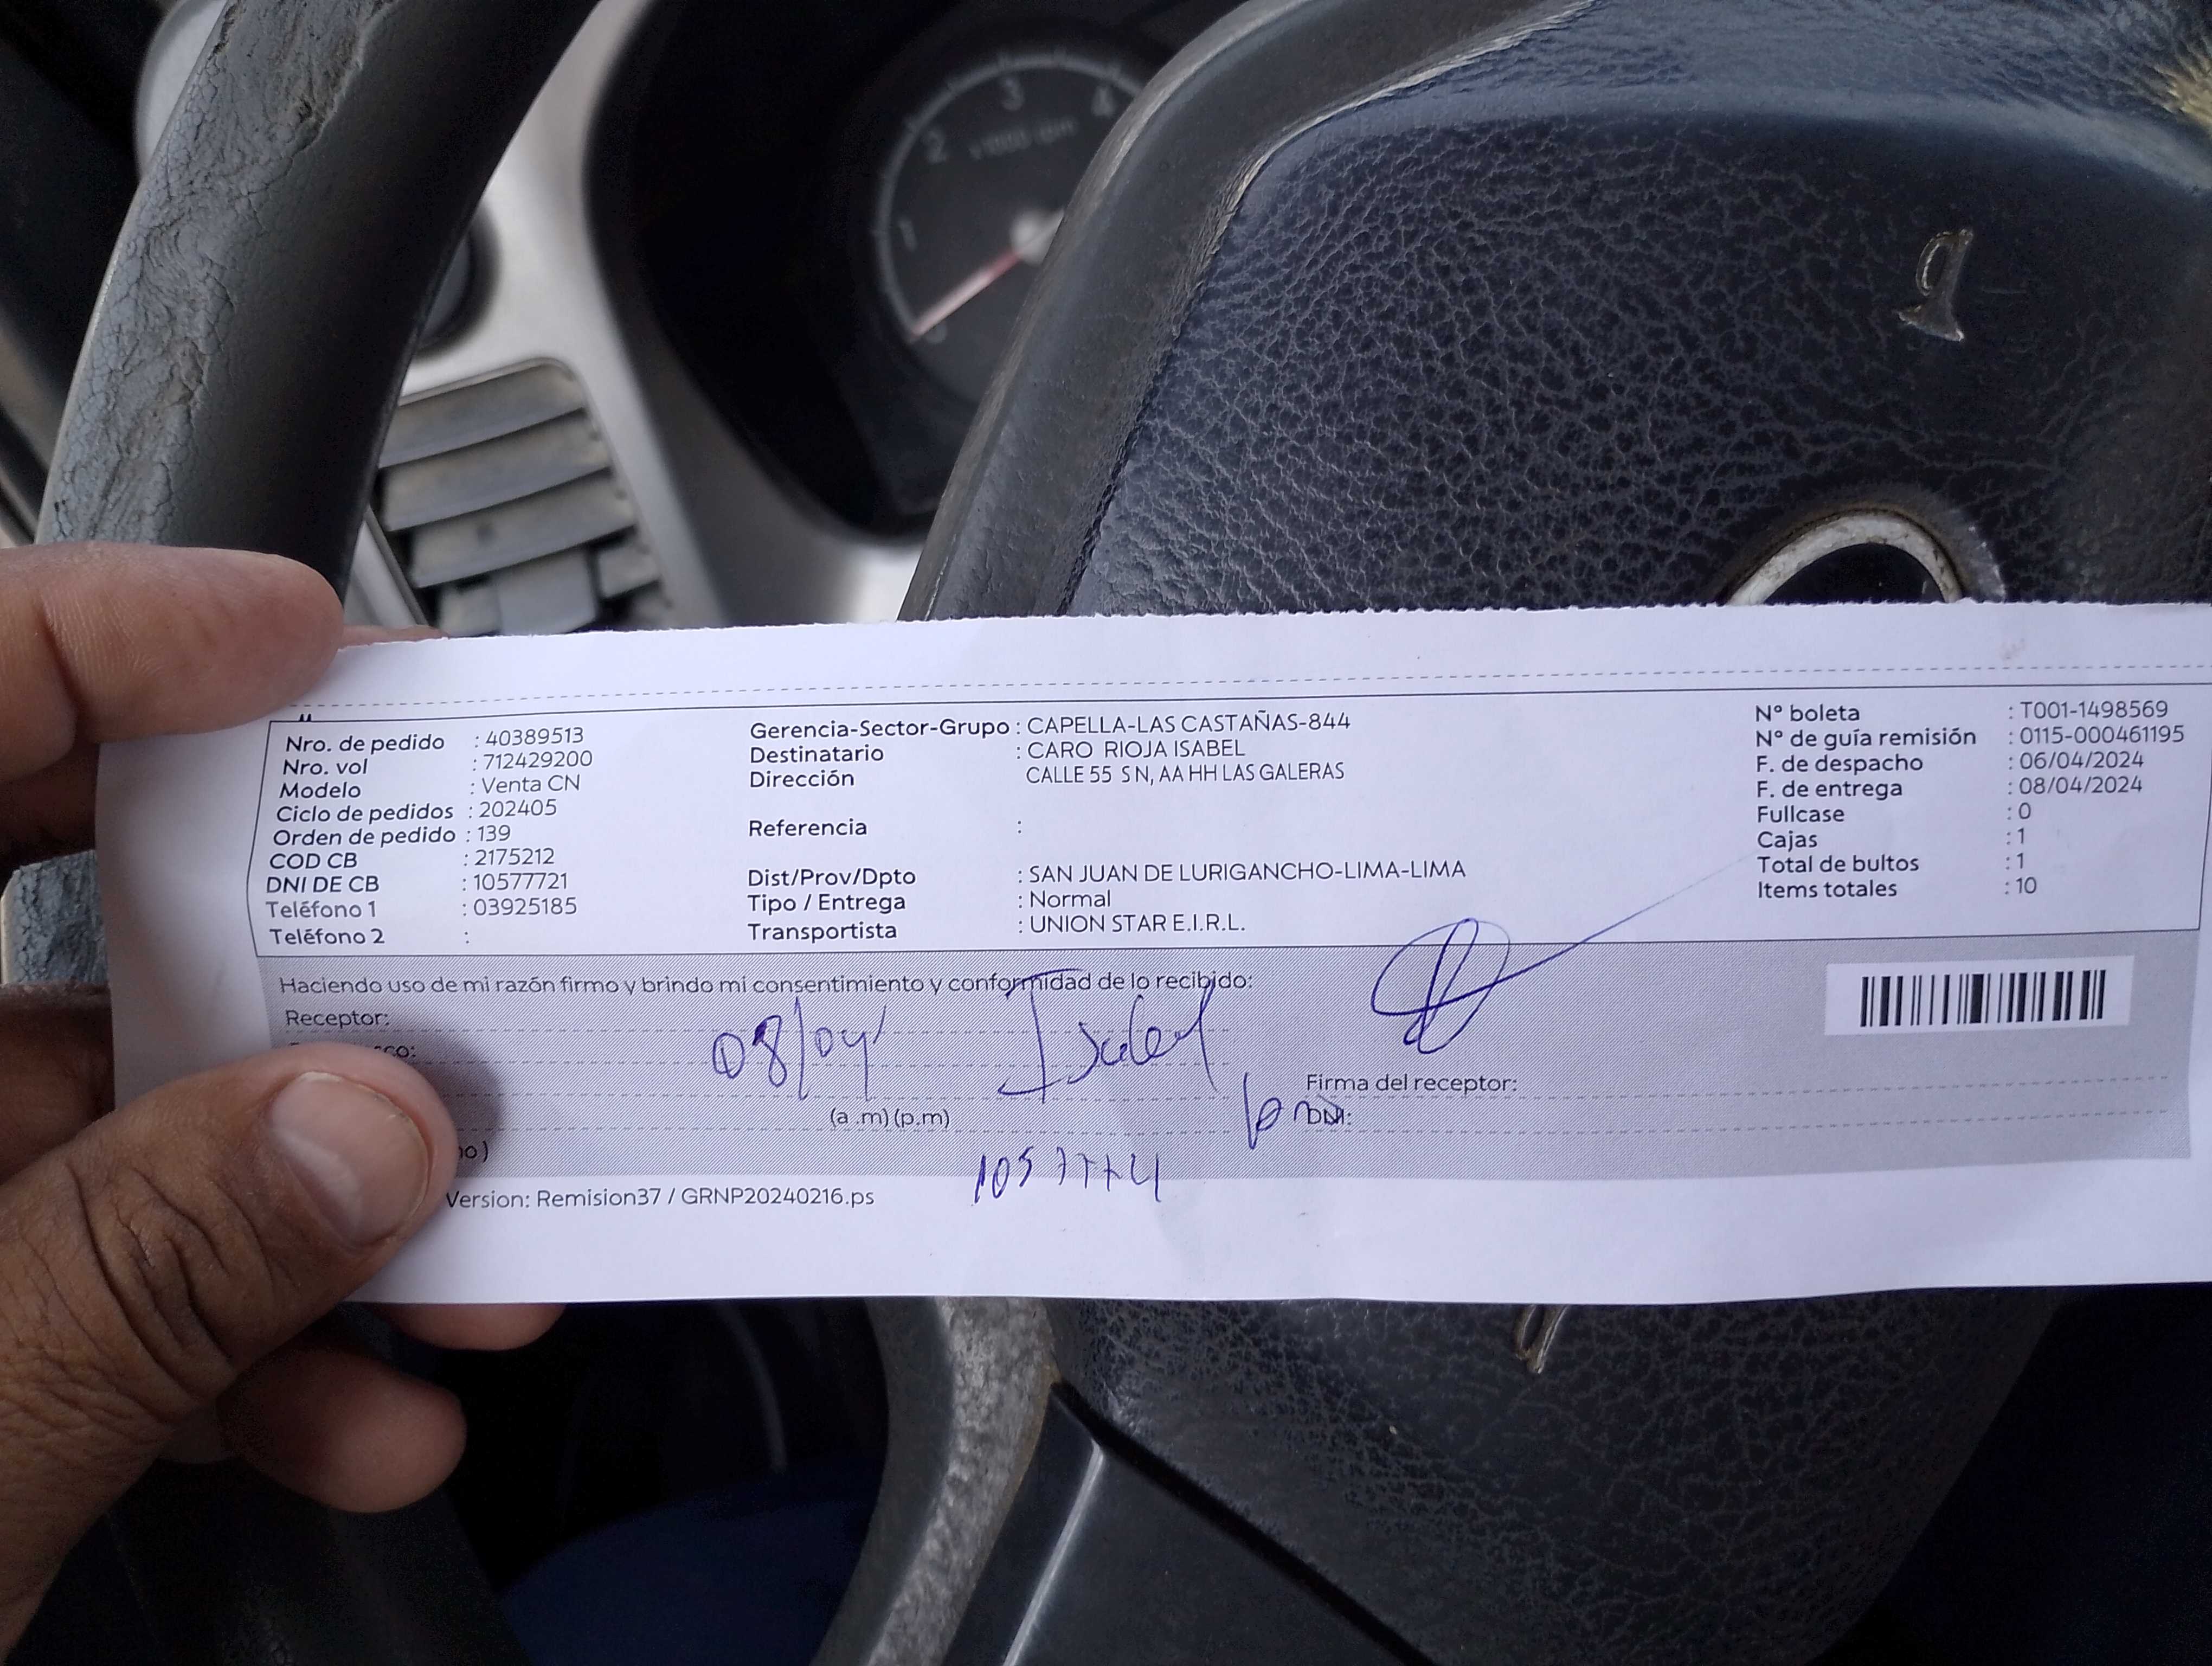 1
2
3
4
x1000 rpm
Nro. de pedido : 40389513
Nro. vol : 712429200
Modelo : Venta CN
Ciclo de pedidos : 202405
Orden de pedido : 139
COD CB : 2175212
DNI DE CB : 10577721
Teléfono 1 : 03925185
Teléfono 2 :
Gerencia-Sector-Grupo : CAPELLA-LAS CASTAÑAS-844
Destinatario : CARO RIOJA ISABEL
Dirección CALLE 55 S N, AA HH LAS GALERAS
Referencia :
Dist/Prov/Dpto : SAN JUAN DE LURIGANCHO-LIMA-LIMA
Tipo / Entrega : Normal
Transportista : UNION STAR E.I.R.L.
N° boleta : T001-1498569
N° de guía remisión : 0115-000461195
F. de despacho : 06/04/2024
F. de entrega : 08/04/2024
Fullcase : 0
Cajas : 1
Total de bultos : 1
Items totales : 10
Haciendo uso de mi razón firmo y brindo mi consentimiento y conformidad de lo recibido:
Receptor:
08/04 Isabel
Firma del receptor:
(a .m) (p.m)
DNI:
Version: Remision37 / GRNP20240216.ps